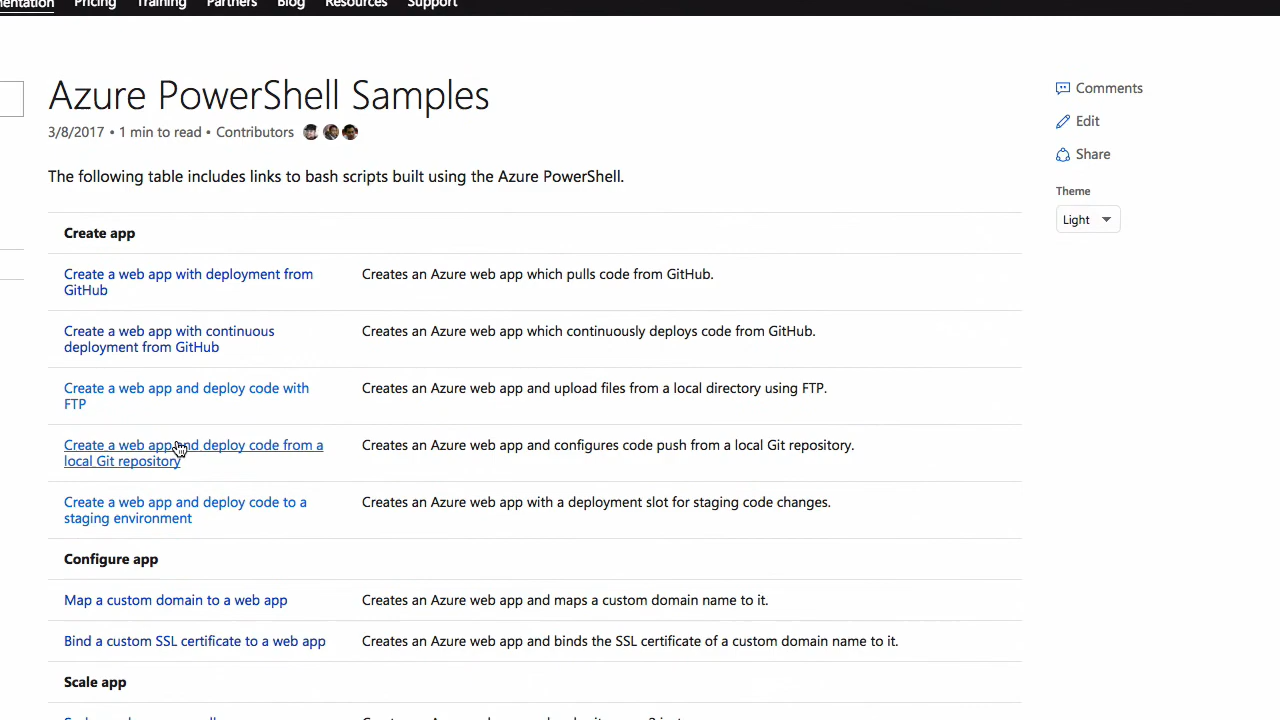 Pricing Training Partners Blog Resources Support
Azure PowerShell Samples
3/8/2017 • 1 min to read • Contributors
The following table includes links to bash scripts built using the Azure PowerShell.
Create app
Create a web app with deployment from
GitHub
Creates an Azure web app which pulls code from GitHub.
Create a web app with continuous
deployment from GitHub
Creates an Azure web app which continuously deploys code from GitHub.
Create a web app and deploy code with
FTP
Creates an Azure web app and upload files from a local directory using FTP.
Create a web app and deploy code from a
local Git repository
Creates an Azure web app and configures code push from a local Git repository.
Create a web app and deploy code to a
staging environment
Creates an Azure web app with a deployment slot for staging code changes.
Configure app
Map a custom domain to a web app
Creates an Azure web app and maps a custom domain name to it.
Bind a custom SSL certificate to a web app
Creates an Azure web app and binds the SSL certificate of a custom domain name to it.
Scale app
Comments
Edit
Share
Theme
Light